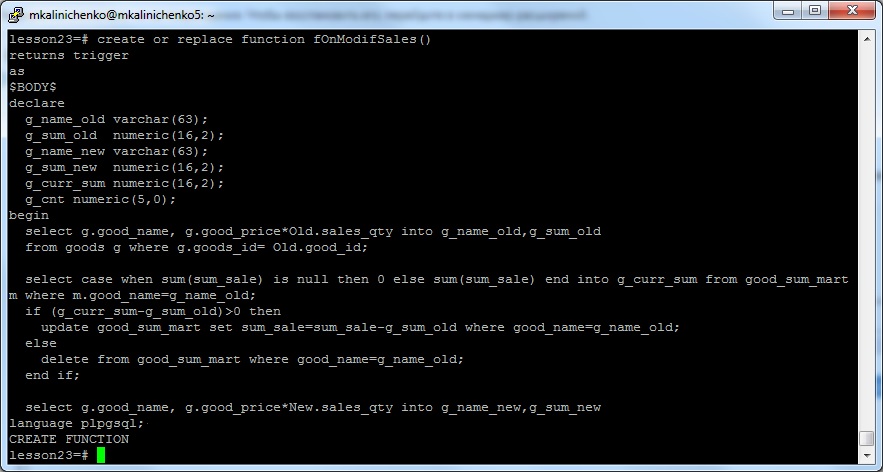 mkalinichenko@mkalinichenko5: ~
lesson23=# create or replace function fOnModifSales()
returns trigger
as
$BODY$
declare
  g_name_old varchar(63);
  g_sum_old  numeric(16,2);
  g_name_new varchar(63);
  g_sum_new  numeric(16,2);
  g_curr_sum numeric(16,2);
  g_cnt numeric(5,0);
begin
  select g.good_name, g.good_price*Old.sales_qty into g_name_old,g_sum_old
  from goods g where g.goods_id= Old.good_id;

  select case when sum(sum_sale) is null then 0 else sum(sum_sale) end into g_curr_sum from good_sum_mart
m where m.good_name=g_name_old;
  if (g_curr_sum-g_sum_old)>0 then
    update good_sum_mart set sum_sale=sum_sale-g_sum_old where good_name=g_name_old;
  else
    delete from good_sum_mart where good_name=g_name_old;
  end if;

  select g.good_name, g.good_price*New.sales_qty into g_name_new,g_sum_new
language plpgsql;
CREATE FUNCTION
lesson23=#